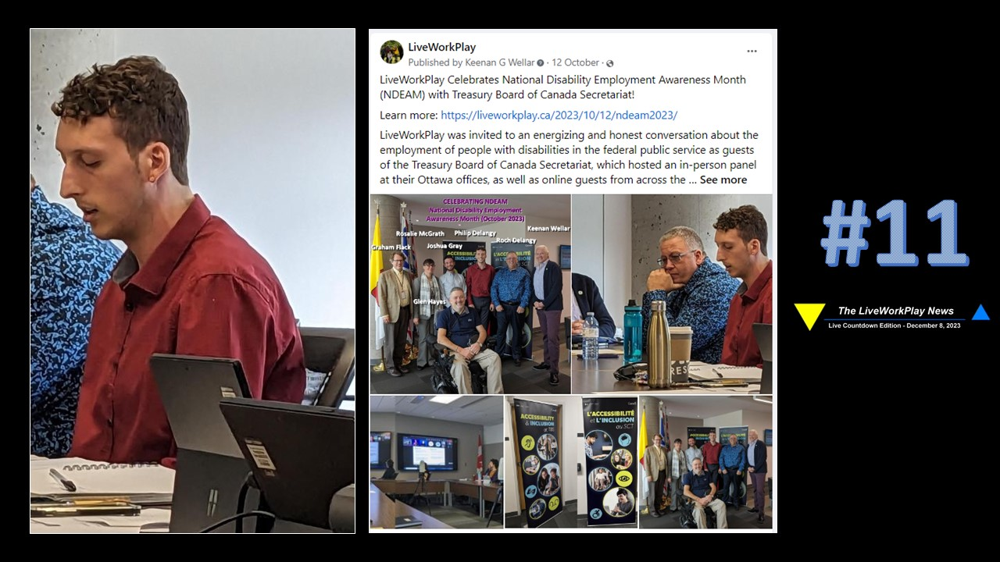 LiveWorkPlay
Published by Keenan G Wellar · 12 October ·
LiveWorkPlay Celebrates National Disability Employment Awareness Month
(NDEAM) with Treasury Board of Canada Secretariat!
Learn more: https://liveworkplay.ca/2023/10/12/ndeam2023/
LiveWorkPlay was invited to an energizing and honest conversation about the
employment of people with disabilities in the federal public service as guests
of the Treasury Board of Canada Secretariat, which hosted an in-person panel
at their Ottawa offices, as well as online guests from across the ... See more
CELEBRATING NDEAM
National Disability Employment
Awareness Month (October 2023)
Keenan Wellar
Rosalie McGrath
Philip Delangy
Roch Delangy
Graham Flack
Joshua Gray
Glen Hayes
ACCESSIBILITY
INCLUSION
L'ACCESSIBILITÉ
et L'INCLUSION
RES
ACCESSIBILITY
& INCLUSION
at TBS
L'ACCESSIBILITÉ
et L'INCLUSION
au SCT
#11
The LiveWorkPlay News
Live Countdown Edition - December 8, 2023